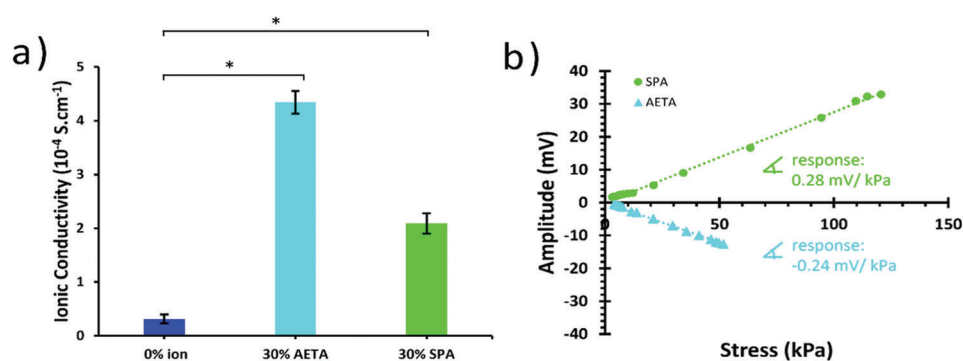 a)
*
*
Ionic Conductivity (10⁻⁴ S.cm⁻¹)
5
4
3
2
1
0
0% ion
30% AETA
30% SPA
b)
SPA
AETA
Amplitude (mV)
40
30
20
10
0
-10
-20
-30
-40
0
50
100
150
response:
0.28 mV/ kPa
response:
-0.24 mV/ kPa
Stress (kPa)